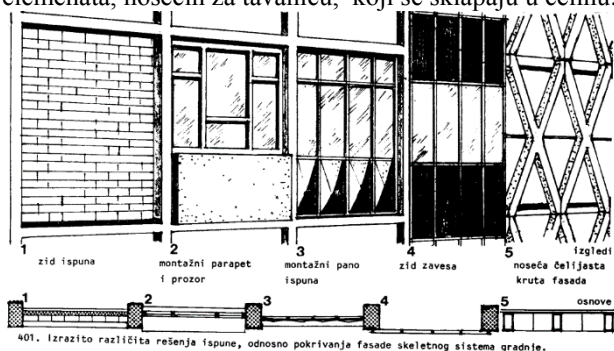 elemenata, nošećih za tavanicu, koji se sklapaju u celinu.
1 2 3 4 5 izgledi
zid ispuna
montažni parapet
i prozor
montažni pano
ispuna
zid zavesa
noseća ćelijasta
kruta fasada
osnove
1 2 3 4 5
401. Izrazito različita rešenja ispune, odnosno pokrivanja fasade skeletnog sistema gradnje.